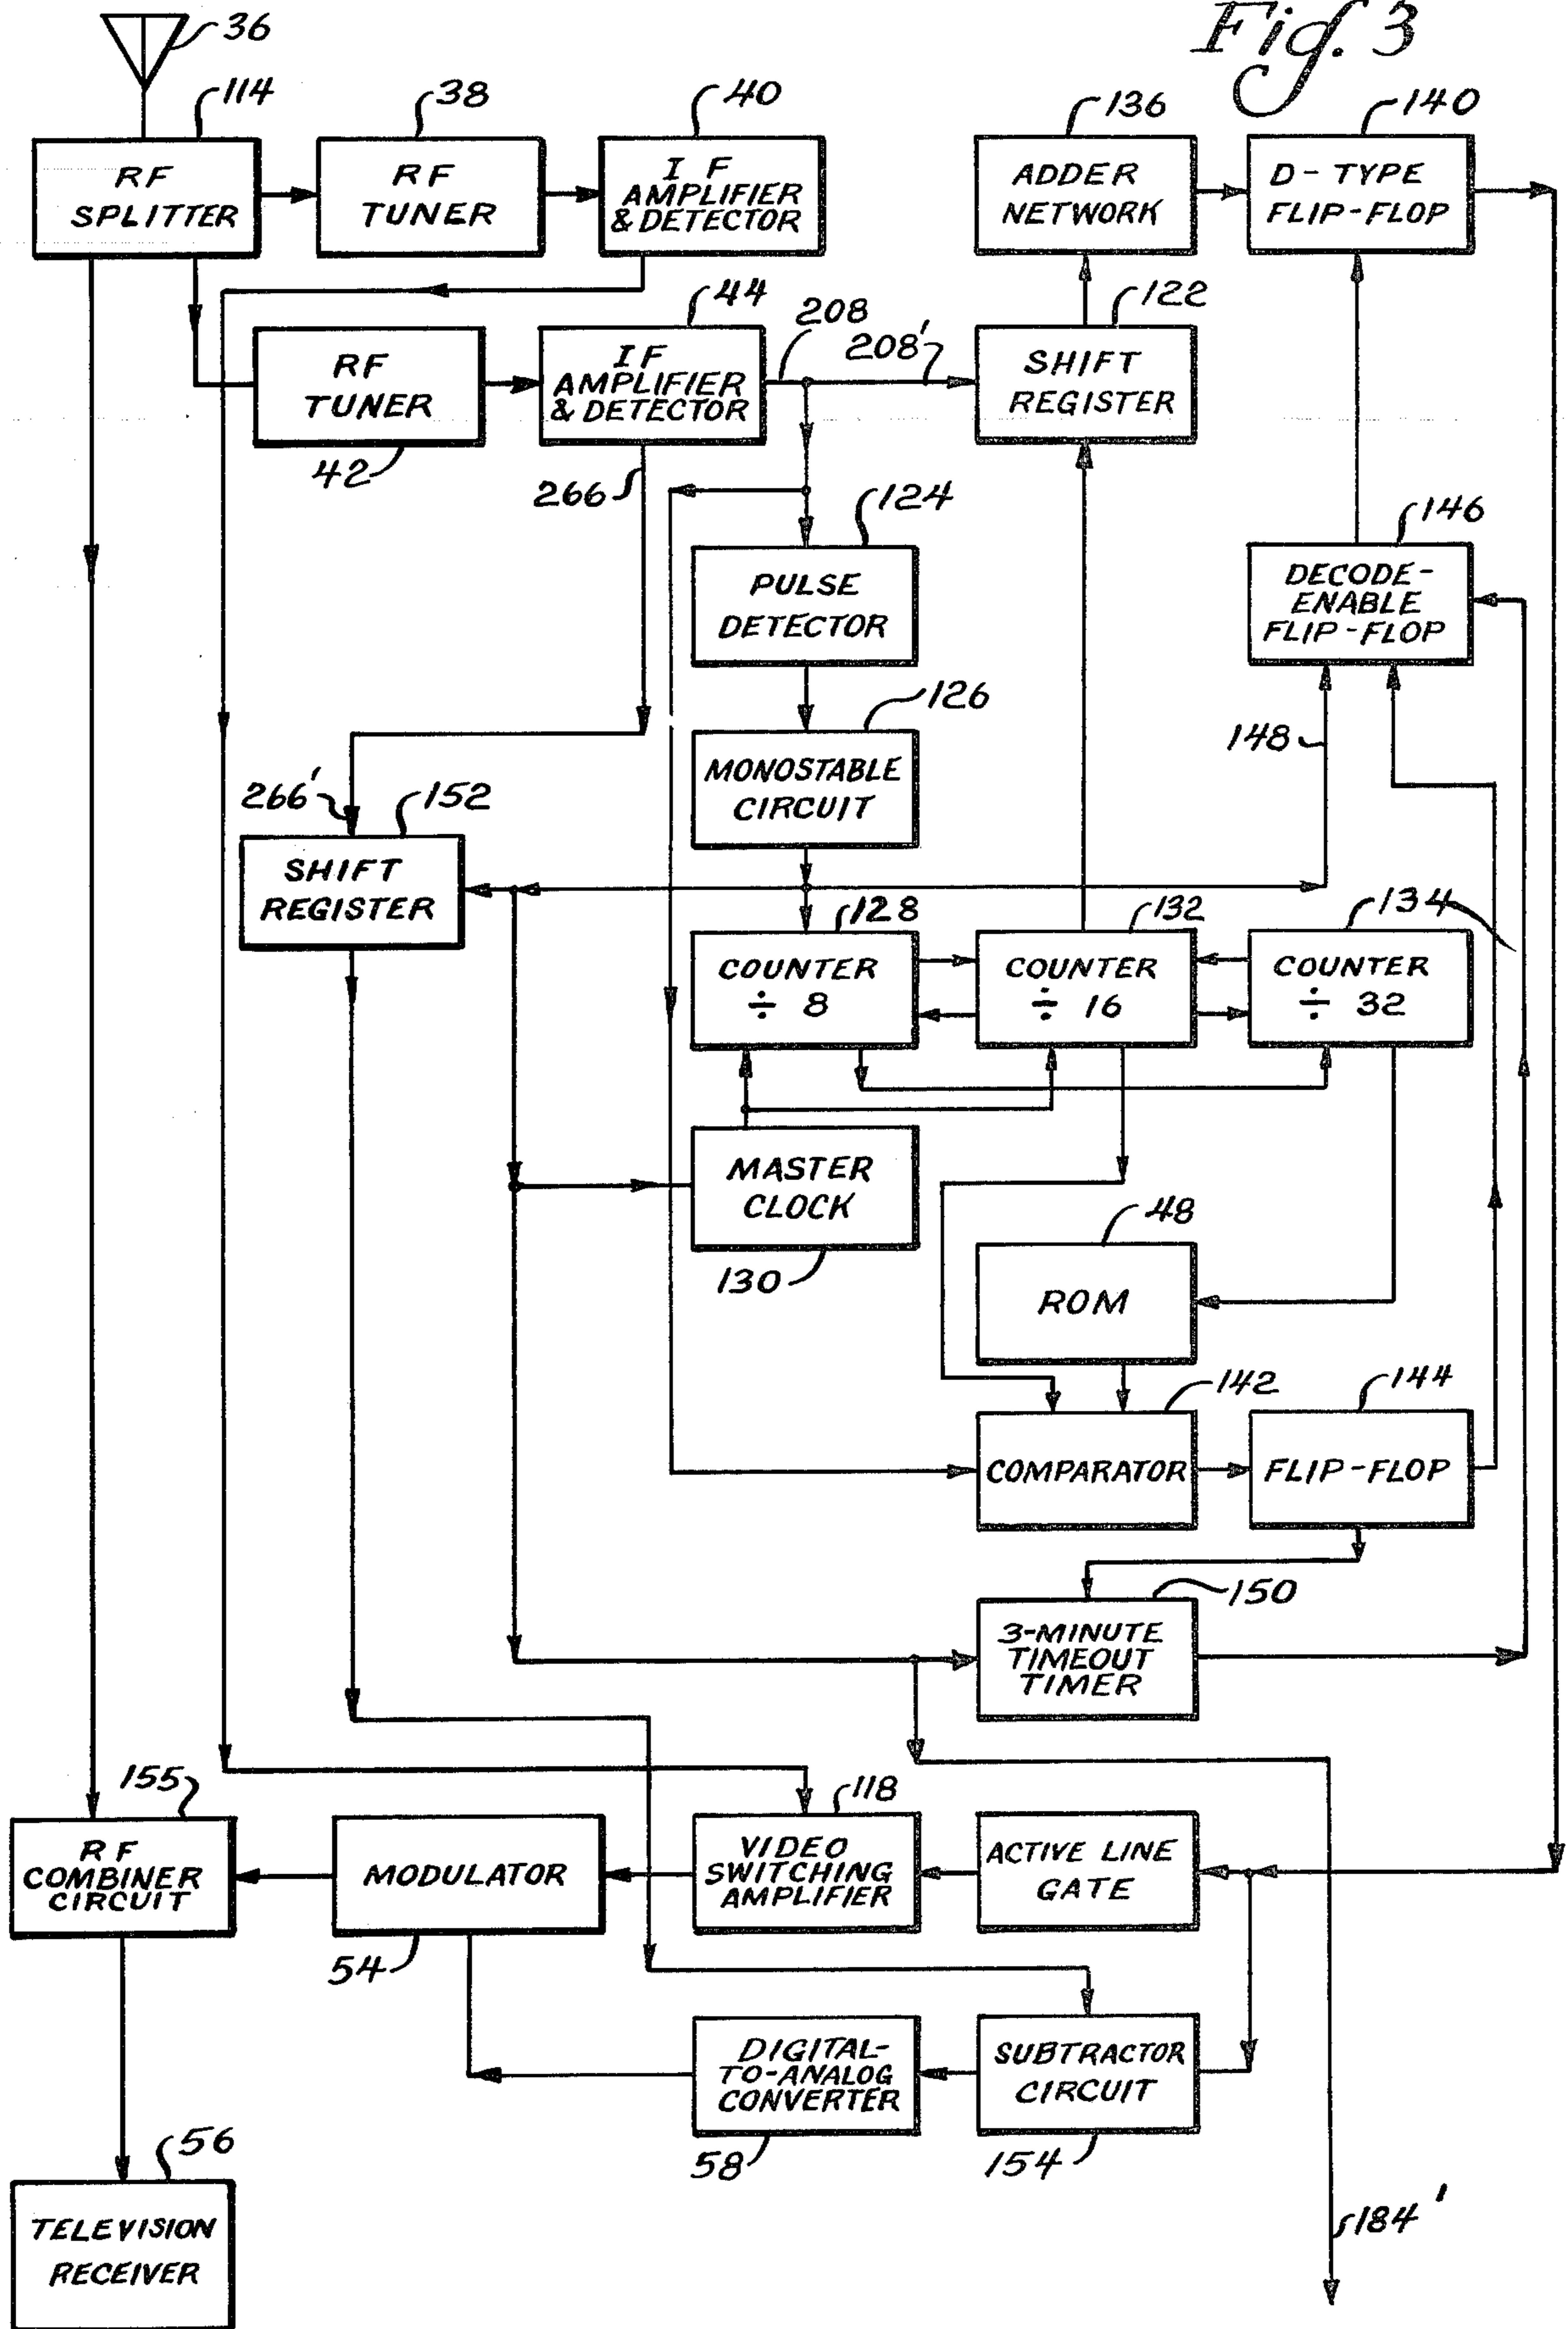 Fig. 3
36
114
38
40
136
140
RF
SPLITTER
RF
TUNER
I F
AMPLIFIER
& DETECTOR
ADDER
NETWORK
D-TYPE
FLIP-FLOP
44
208
208'
122
RF
TUNER
42
IF
AMPLIFIER
& DETECTOR
266
SHIFT
REGISTER
124
146
PULSE
DETECTOR
DECODE-
ENABLE
FLIP-FLOP
126
148
MONOSTABLE
CIRCUIT
266'
152
SHIFT
REGISTER
128
132
134
COUNTER
÷ 8
COUNTER
÷ 16
COUNTER
÷ 32
MASTER
CLOCK
130
48
ROM
142
144
COMPARATOR
FLIP-FLOP
150
3-MINUTE
TIMEOUT
TIMER
155
118
RF
COMBINER
CIRCUIT
MODULATOR
54
VIDEO
SWITCHING
AMPLIFIER
ACTIVE LINE
GATE
DIGITAL-
TO-ANALOG
CONVERTER
58
SUBTRACTOR
CIRCUIT
154
56
TELEVISION
RECEIVER
184'